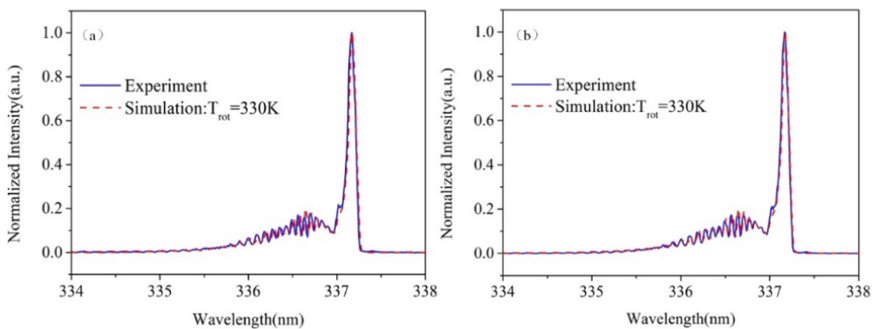 (a)
Experiment
Simulation:Trot=330K
Normalized Intensity(a.u.)
1.0
0.8
0.6
0.4
0.2
0.0
334
335
336
337
338
Wavelength(nm)
(b)
Experiment
Simulation:Trot=330K
Normalized Intensity(a.u.)
1.0
0.8
0.6
0.4
0.2
0.0
334
335
336
337
338
Wavelength(nm)